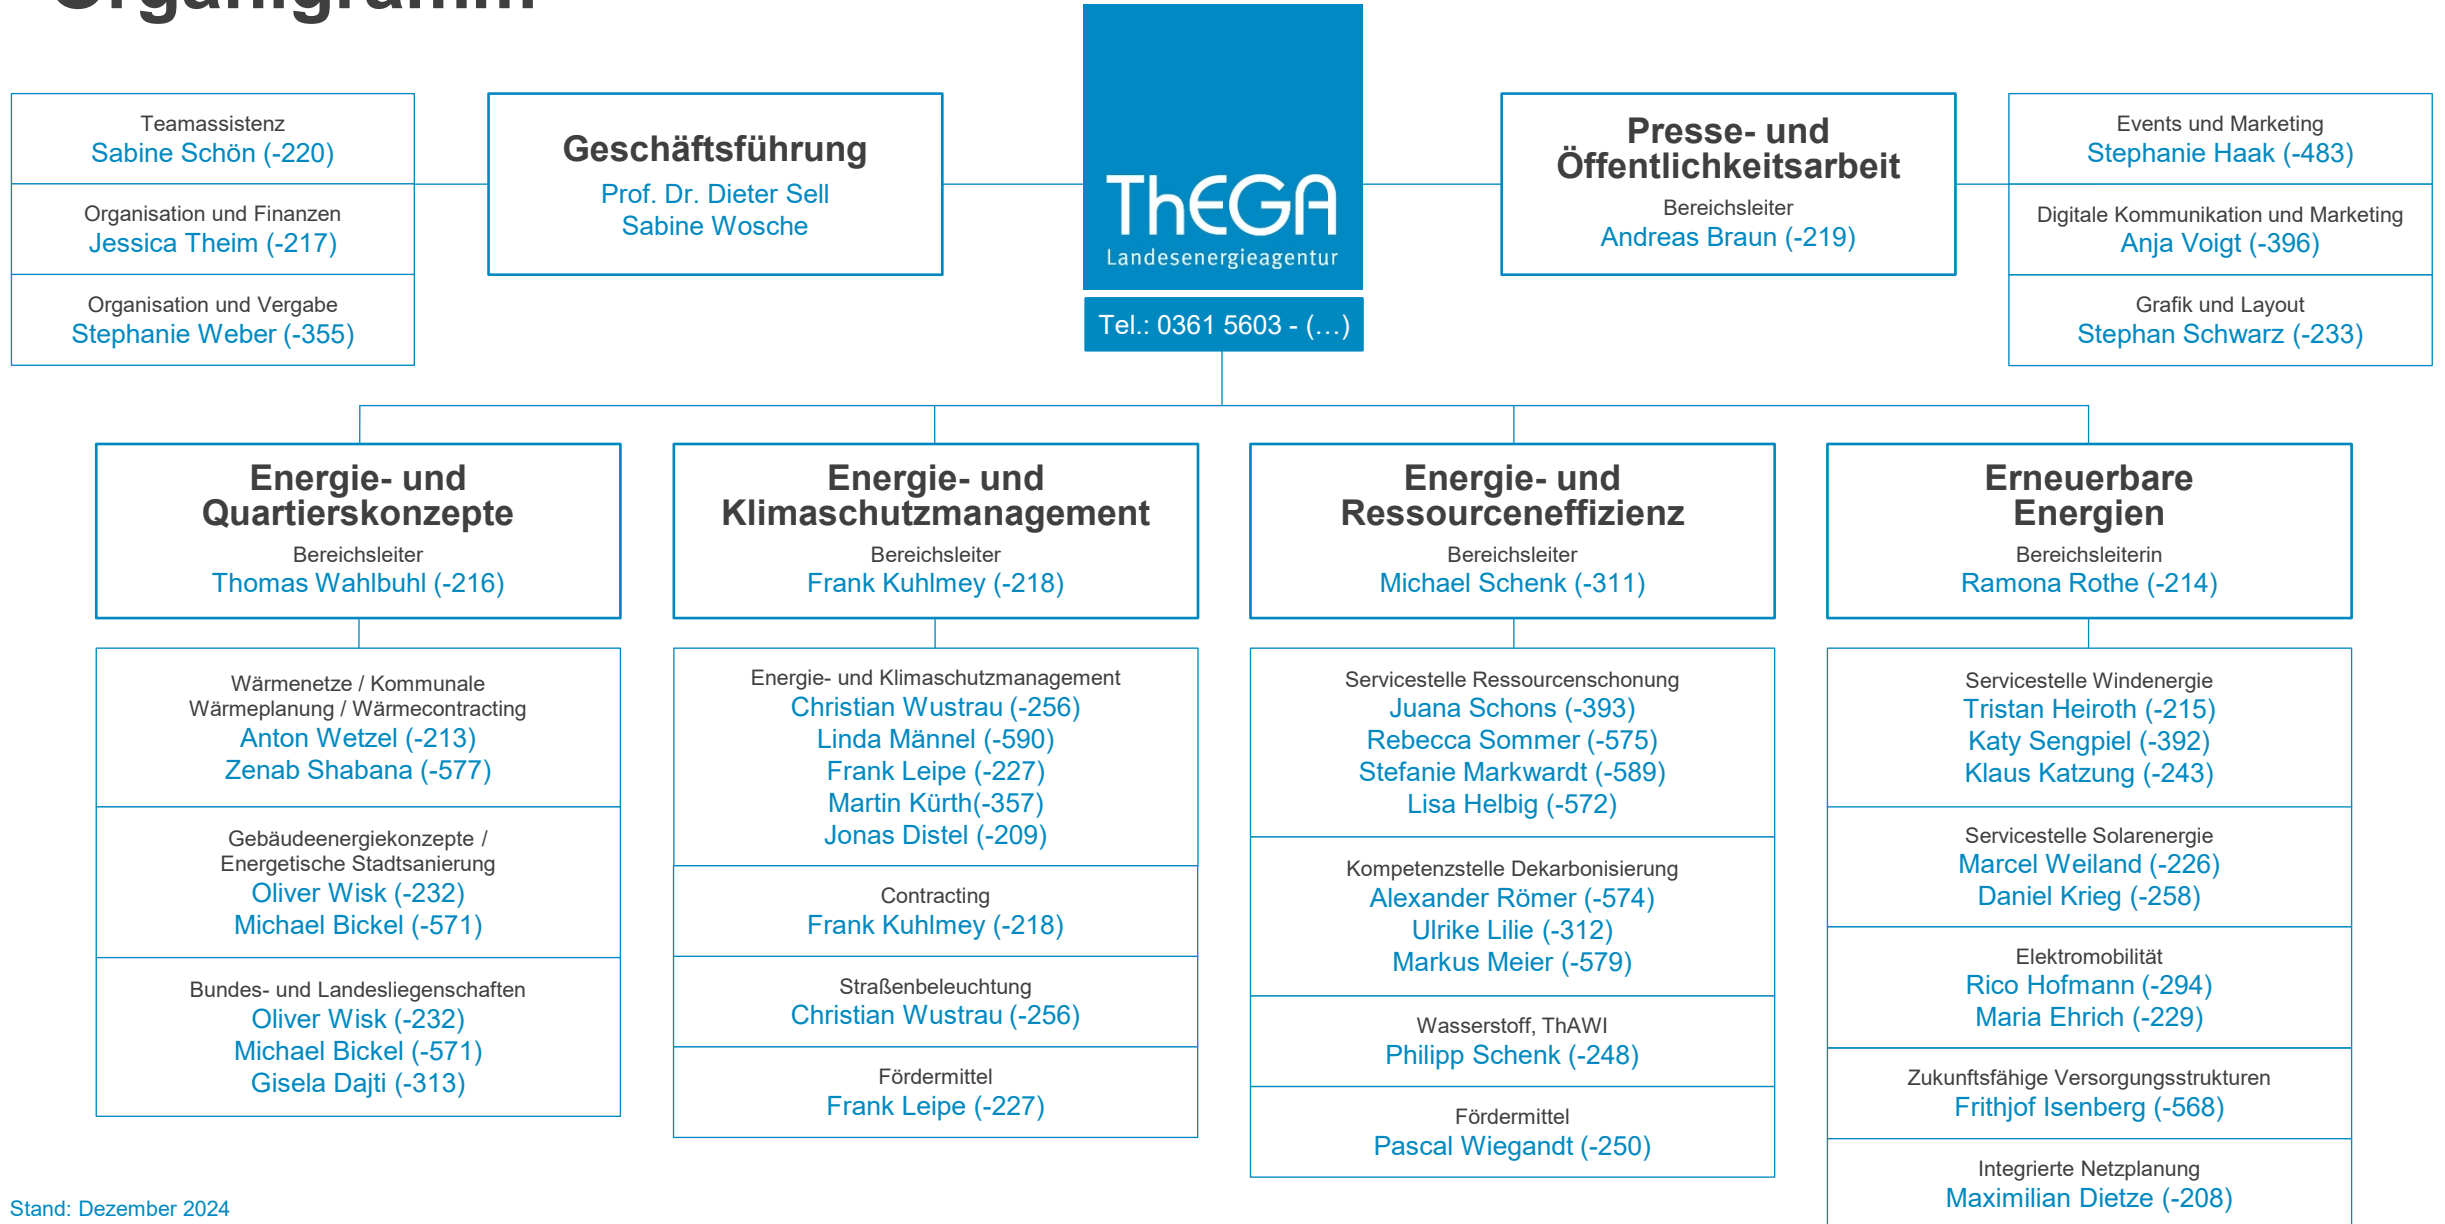 Organigramm
Teamassistenz
Sabine Schön (-220)
Organisation und Finanzen
Jessica Theim (-217)
Organisation und Vergabe
Stephanie Weber (-355)
Geschäftsführung
Prof. Dr. Dieter Sell
Sabine Wosche
ThEGA
Landesenergieagentur
Tel.: 0361 5603 - (…)
Presse- und
Öffentlichkeitsarbeit
Bereichsleiter
Andreas Braun (-219)
Events und Marketing
Stephanie Haak (-483)
Digitale Kommunikation und Marketing
Anja Voigt (-396)
Grafik und Layout
Stephan Schwarz (-233)
Energie- und
Quartierskonzepte
Bereichsleiter
Thomas Wahlbuhl (-216)
Wärmenetze / Kommunale
Wärmeplanung / Wärmecontracting
Anton Wetzel (-213)
Zenab Shabana (-577)
Gebäudeenergiekonzepte /
Energetische Stadtsanierung
Oliver Wisk (-232)
Michael Bickel (-571)
Bundes- und Landesliegenschaften
Oliver Wisk (-232)
Michael Bickel (-571)
Gisela Dajti (-313)
Energie- und
Klimaschutzmanagement
Bereichsleiter
Frank Kuhlmey (-218)
Energie- und Klimaschutzmanagement
Christian Wustrau (-256)
Linda Männel (-590)
Frank Leipe (-227)
Martin Kürth(-357)
Jonas Distel (-209)
Contracting
Frank Kuhlmey (-218)
Straßenbeleuchtung
Christian Wustrau (-256)
Fördermittel
Frank Leipe (-227)
Energie- und
Ressourceneffizienz
Bereichsleiter
Michael Schenk (-311)
Servicestelle Ressourcenschonung
Juana Schons (-393)
Rebecca Sommer (-575)
Stefanie Markwardt (-589)
Lisa Helbig (-572)
Kompetenzstelle Dekarbonisierung
Alexander Römer (-574)
Ulrike Lilie (-312)
Markus Meier (-579)
Wasserstoff, ThAWI
Philipp Schenk (-248)
Fördermittel
Pascal Wiegandt (-250)
Erneuerbare
Energien
Bereichsleiterin
Ramona Rothe (-214)
Servicestelle Windenergie
Tristan Heiroth (-215)
Katy Sengpiel (-392)
Klaus Katzung (-243)
Servicestelle Solarenergie
Marcel Weiland (-226)
Daniel Krieg (-258)
Elektromobilität
Rico Hofmann (-294)
Maria Ehrich (-229)
Zukunftsfähige Versorgungsstrukturen
Frithjof Isenberg (-568)
Integrierte Netzplanung
Maximilian Dietze (-208)
Stand: Dezember 2024